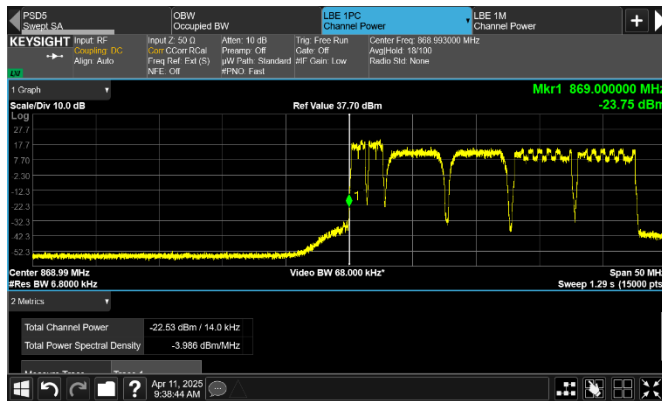 PSD5
Swept SA
OBW
Occupied BW
LBE 1PC
Channel Power
LBE 1M
Channel Power
KEYSIGHT
Input: RF
Coupling: DC
Align: Auto
Input Z: 50 Ω
Corr CCorr RCal
Freq Ref: Ext (S)
NFE: Off
Atten: 10 dB
Preamp: Off
µW Path: Standard
#PNO: Fast
Trig: Free Run
Gate: Off
#IF Gain: Low
Center Freq: 868.993000 MHz
Avg|Hold: 18/100
Radio Std: None
1 Graph
Mkr1 869.000000 MHz
Scale/Div 10.0 dB
Ref Value 37.70 dBm
-23.75 dBm
Log
27.7
17.7
7.70
2.30
-12.3
-22.3
-32.3
-42.3
-52.3
1
Center 868.99 MHz
Video BW 68.000 kHz*
Span 50 MHz
#Res BW 6.8000 kHz
Sweep 1.29 s (15000 pts)
2 Metrics
Total Channel Power
-22.53 dBm / 14.0 kHz
Total Power Spectral Density
-3.986 dBm/MHz
?
Apr 11, 2025
9:38:44 AM